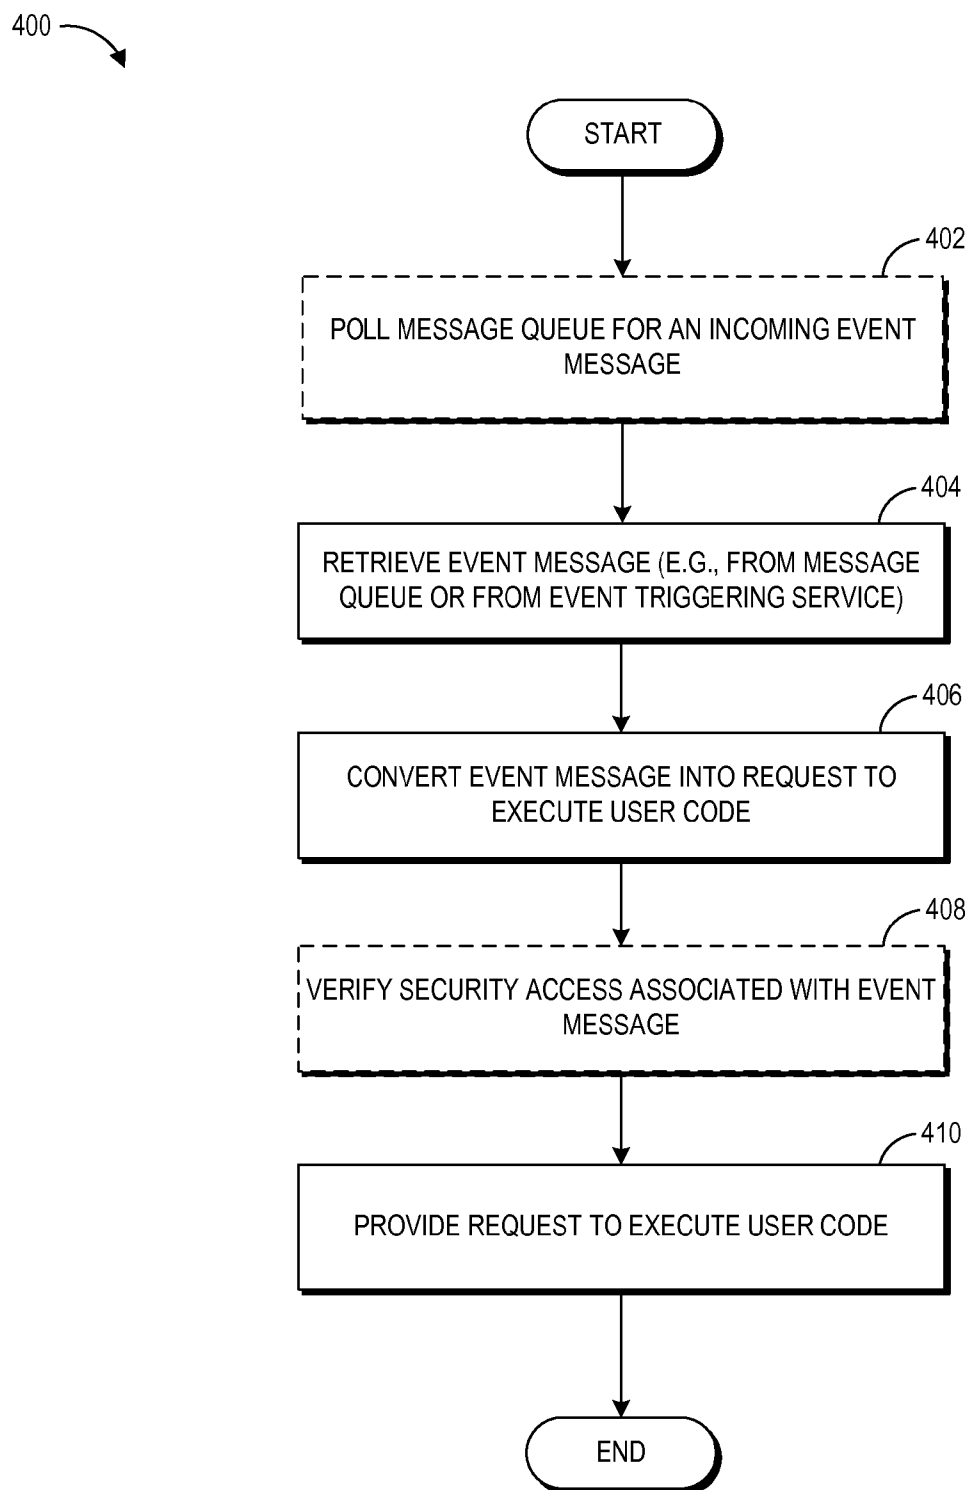 400
START
402
POLL MESSAGE QUEUE FOR AN INCOMING EVENT
MESSAGE
404
RETRIEVE EVENT MESSAGE (E.G., FROM MESSAGE
QUEUE OR FROM EVENT TRIGGERING SERVICE)
406
CONVERT EVENT MESSAGE INTO REQUEST TO
EXECUTE USER CODE
408
VERIFY SECURITY ACCESS ASSOCIATED WITH EVENT
MESSAGE
410
PROVIDE REQUEST TO EXECUTE USER CODE
END